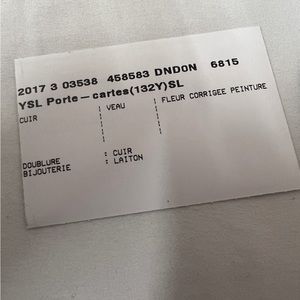 2017 3 03538 458583 DND0N 6815
YSL Porte-cartes(132Y)SL
CUIR : VEAU : FLEUR CORRIGEE PEINTURE
DOUBLURE : CUIR
BIJOUTERIE : LAITON